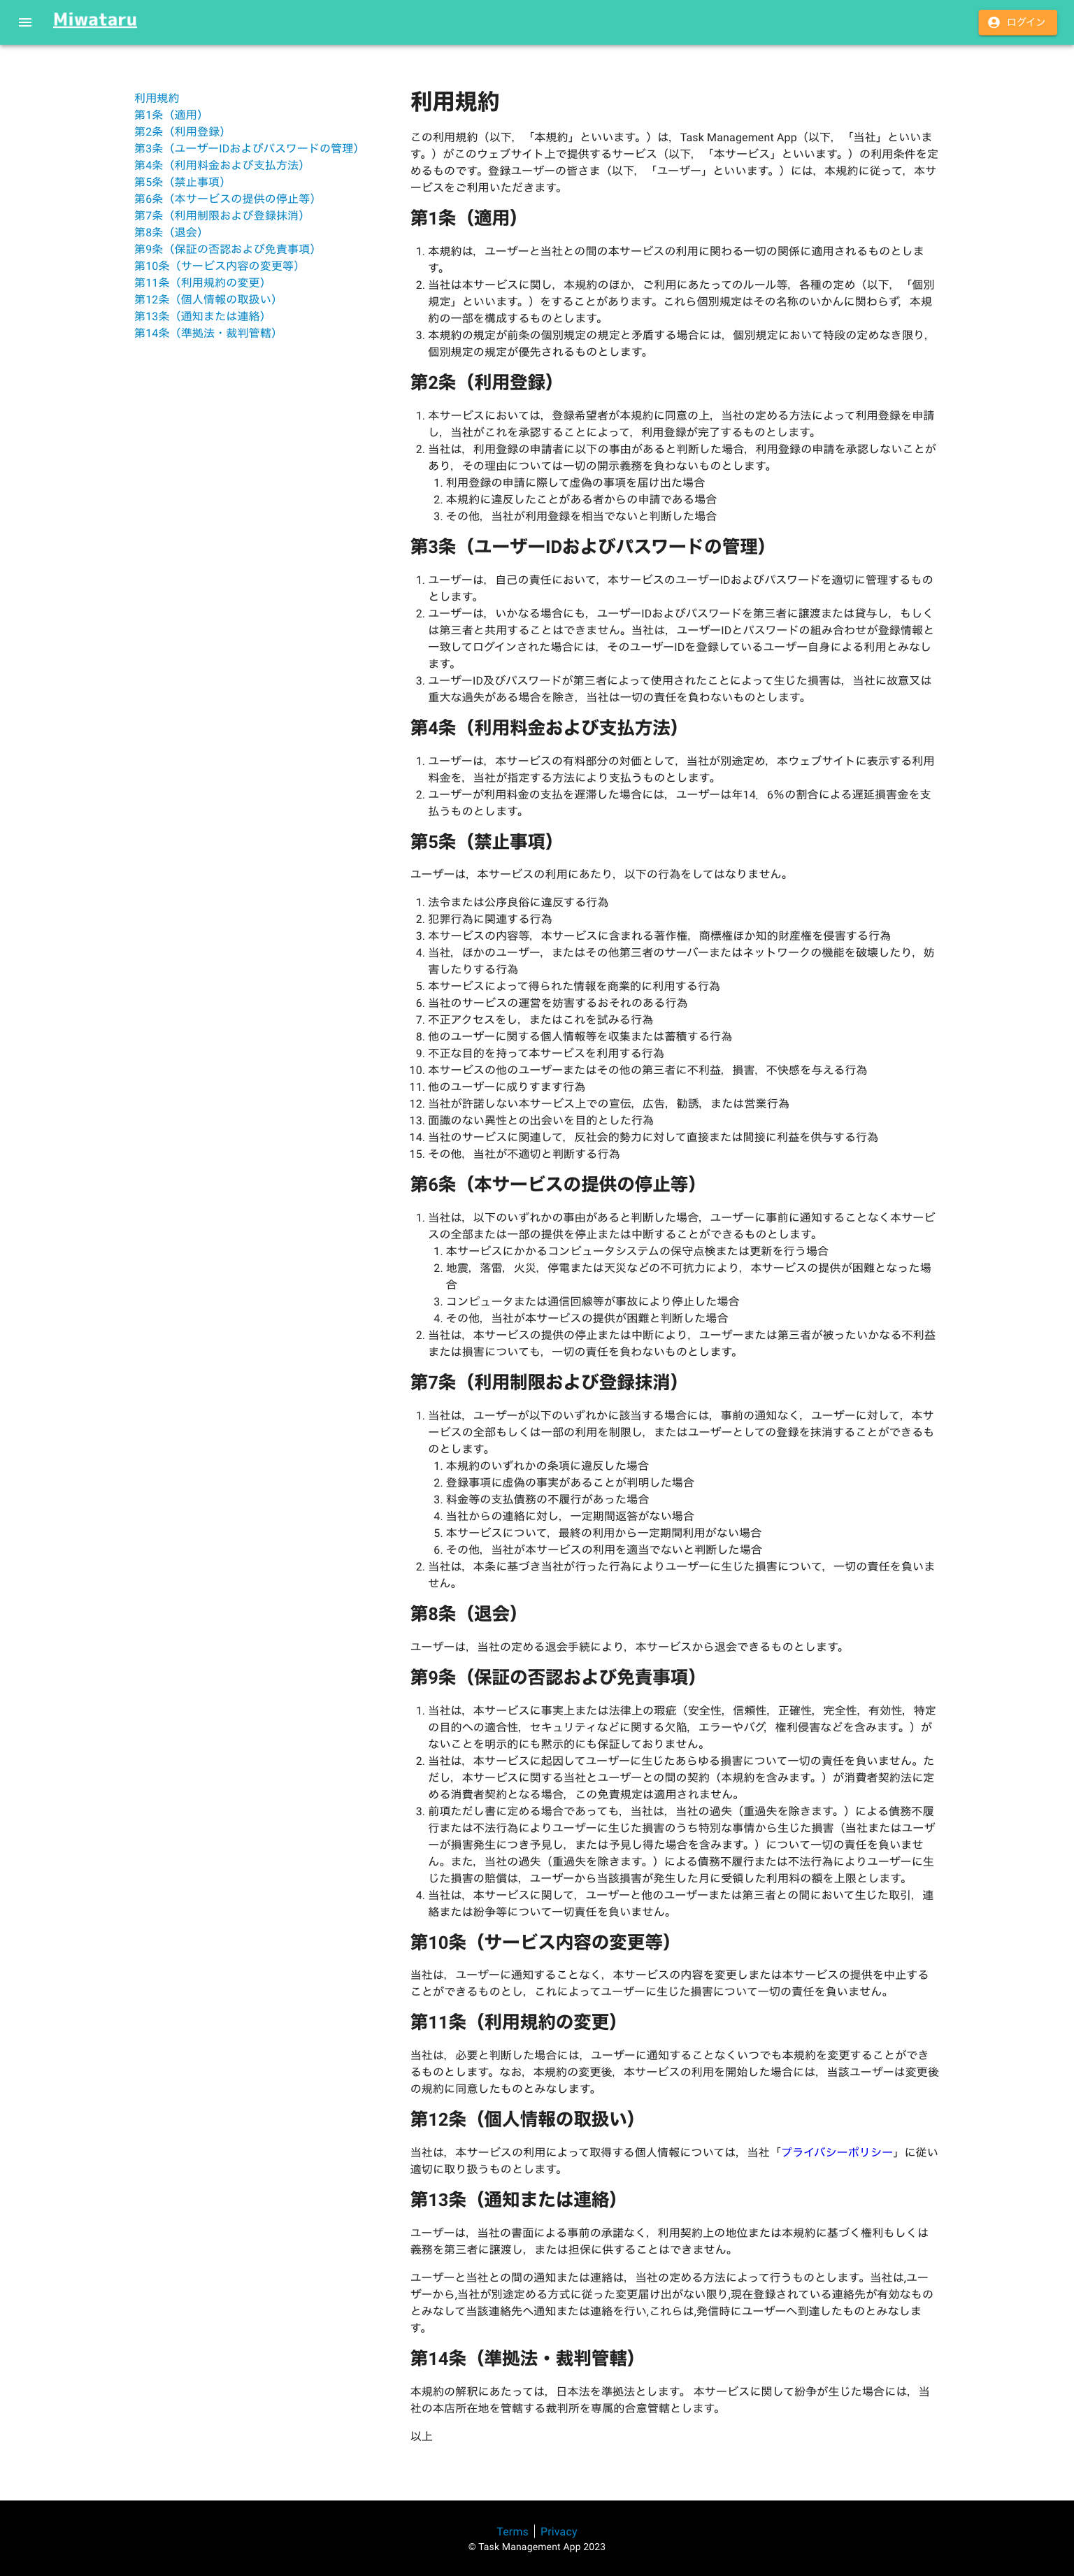 Miwataru
ログイン
利用規約
第1条（適用）
第2条（利用登録）
第3条（ユーザーIDおよびパスワードの管理）
第4条（利用料金および支払方法）
第5条（禁止事項）
第6条（本サービスの提供の停止等）
第7条（利用制限および登録抹消）
第8条（退会）
第9条（保証の否認および免責事項）
第10条（サービス内容の変更等）
第11条（利用規約の変更）
第12条（個人情報の取扱い）
第13条（通知または連絡）
第14条（準拠法・裁判管轄）
利用規約
この利用規約（以下，「本規約」といいます。）は，Task Management App（以下，「当社」といいま
す。）がこのウェブサイト上で提供するサービス（以下，「本サービス」といいます。）の利用条件を定
めるものです。登録ユーザーの皆さま（以下，「ユーザー」といいます。）には，本規約に従って，本サ
ービスをご利用いただきます。
第1条（適用）
1. 本規約は，ユーザーと当社との間の本サービスの利用に関わる一切の関係に適用されるものとしま
す。
2. 当社は本サービスに関し，本規約のほか，ご利用にあたってのルール等，各種の定め（以下，「個別
規定」といいます。）をすることがあります。これら個別規定はその名称のいかんに関わらず，本規
約の一部を構成するものとします。
3. 本規約の規定が前条の個別規定の規定と矛盾する場合には，個別規定において特段の定めなき限り，
個別規定の規定が優先されるものとします。
第2条（利用登録）
1. 本サービスにおいては，登録希望者が本規約に同意の上，当社の定める方法によって利用登録を申請
し，当社がこれを承認することによって，利用登録が完了するものとします。
2. 当社は，利用登録の申請者に以下の事由があると判断した場合，利用登録の申請を承認しないことが
あり，その理由については一切の開示義務を負わないものとします。
1. 利用登録の申請に際して虚偽の事項を届け出た場合
2. 本規約に違反したことがある者からの申請である場合
3. その他，当社が利用登録を相当でないと判断した場合
第3条（ユーザーIDおよびパスワードの管理）
1. ユーザーは，自己の責任において，本サービスのユーザーIDおよびパスワードを適切に管理するもの
とします。
2. ユーザーは，いかなる場合にも，ユーザーIDおよびパスワードを第三者に譲渡または貸与し，もしく
は第三者と共用することはできません。当社は，ユーザーIDとパスワードの組み合わせが登録情報と
一致してログインされた場合には，そのユーザーIDを登録しているユーザー自身による利用とみなし
ます。
3. ユーザーID及びパスワードが第三者によって使用されたことによって生じた損害は，当社に故意又は
重大な過失がある場合を除き，当社は一切の責任を負わないものとします。
第4条（利用料金および支払方法）
1. ユーザーは，本サービスの有料部分の対価として，当社が別途定め，本ウェブサイトに表示する利用
料金を，当社が指定する方法により支払うものとします。
2. ユーザーが利用料金の支払を遅滞した場合には，ユーザーは年14．6％の割合による遅延損害金を支
払うものとします。
第5条（禁止事項）
ユーザーは，本サービスの利用にあたり，以下の行為をしてはなりません。
1. 法令または公序良俗に違反する行為
2. 犯罪行為に関連する行為
3. 本サービスの内容等，本サービスに含まれる著作権，商標権ほか知的財産権を侵害する行為
4. 当社，ほかのユーザー，またはその他第三者のサーバーまたはネットワークの機能を破壊したり，妨
害したりする行為
5. 本サービスによって得られた情報を商業的に利用する行為
6. 当社のサービスの運営を妨害するおそれのある行為
7. 不正アクセスをし，またはこれを試みる行為
8. 他のユーザーに関する個人情報等を収集または蓄積する行為
9. 不正な目的を持って本サービスを利用する行為
10. 本サービスの他のユーザーまたはその他の第三者に不利益，損害，不快感を与える行為
11. 他のユーザーに成りすます行為
12. 当社が許諾しない本サービス上での宣伝，広告，勧誘，または営業行為
13. 面識のない異性との出会いを目的とした行為
14. 当社のサービスに関連して，反社会的勢力に対して直接または間接に利益を供与する行為
15. その他，当社が不適切と判断する行為
第6条（本サービスの提供の停止等）
1. 当社は，以下のいずれかの事由があると判断した場合，ユーザーに事前に通知することなく本サービ
スの全部または一部の提供を停止または中断することができるものとします。
1. 本サービスにかかるコンピュータシステムの保守点検または更新を行う場合
2. 地震，落雷，火災，停電または天災などの不可抗力により，本サービスの提供が困難となった場
合
3. コンピュータまたは通信回線等が事故により停止した場合
4. その他，当社が本サービスの提供が困難と判断した場合
2. 当社は，本サービスの提供の停止または中断により，ユーザーまたは第三者が被ったいかなる不利益
または損害についても，一切の責任を負わないものとします。
第7条（利用制限および登録抹消）
1. 当社は，ユーザーが以下のいずれかに該当する場合には，事前の通知なく，ユーザーに対して，本サ
ービスの全部もしくは一部の利用を制限し，またはユーザーとしての登録を抹消することができるも
のとします。
1. 本規約のいずれかの条項に違反した場合
2. 登録事項に虚偽の事実があることが判明した場合
3. 料金等の支払債務の不履行があった場合
4. 当社からの連絡に対し，一定期間返答がない場合
5. 本サービスについて，最終の利用から一定期間利用がない場合
6. その他，当社が本サービスの利用を適当でないと判断した場合
2. 当社は，本条に基づき当社が行った行為によりユーザーに生じた損害について，一切の責任を負いま
せん。
第8条（退会）
ユーザーは，当社の定める退会手続により，本サービスから退会できるものとします。
第9条（保証の否認および免責事項）
1. 当社は，本サービスに事実上または法律上の瑕疵（安全性，信頼性，正確性，完全性，有効性，特定
の目的への適合性，セキュリティなどに関する欠陥，エラーやバグ，権利侵害などを含みます。）が
ないことを明示的にも黙示的にも保証しておりません。
2. 当社は，本サービスに起因してユーザーに生じたあらゆる損害について一切の責任を負いません。た
だし，本サービスに関する当社とユーザーとの間の契約（本規約を含みます。）が消費者契約法に定
める消費者契約となる場合，この免責規定は適用されません。
3. 前項ただし書に定める場合であっても，当社は，当社の過失（重過失を除きます。）による債務不履
行または不法行為によりユーザーに生じた損害のうち特別な事情から生じた損害（当社またはユーザ
ーが損害発生につき予見し，または予見し得た場合を含みます。）について一切の責任を負いませ
ん。また，当社の過失（重過失を除きます。）による債務不履行または不法行為によりユーザーに生
じた損害の賠償は，ユーザーから当該損害が発生した月に受領した利用料の額を上限とします。
4. 当社は，本サービスに関して，ユーザーと他のユーザーまたは第三者との間において生じた取引，連
絡または紛争等について一切責任を負いません。
第10条（サービス内容の変更等）
当社は，ユーザーに通知することなく，本サービスの内容を変更しまたは本サービスの提供を中止する
ことができるものとし，これによってユーザーに生じた損害について一切の責任を負いません。
第11条（利用規約の変更）
当社は，必要と判断した場合には，ユーザーに通知することなくいつでも本規約を変更することができ
るものとします。なお，本規約の変更後，本サービスの利用を開始した場合には，当該ユーザーは変更後
の規約に同意したものとみなします。
第12条（個人情報の取扱い）
当社は，本サービスの利用によって取得する個人情報については，当社「プライバシーポリシー」に従い
適切に取り扱うものとします。
第13条（通知または連絡）
ユーザーは，当社の書面による事前の承諾なく，利用契約上の地位または本規約に基づく権利もしくは
義務を第三者に譲渡し，または担保に供することはできません。
ユーザーと当社との間の通知または連絡は，当社の定める方法によって行うものとします。当社は,ユー
ザーから,当社が別途定める方式に従った変更届け出がない限り,現在登録されている連絡先が有効なもの
とみなして当該連絡先へ通知または連絡を行い,これらは,発信時にユーザーへ到達したものとみなしま
す。
第14条（準拠法・裁判管轄）
本規約の解釈にあたっては，日本法を準拠法とします。 本サービスに関して紛争が生じた場合には，当
社の本店所在地を管轄する裁判所を専属的合意管轄とします。
以上
Terms | Privacy
© Task Management App 2023